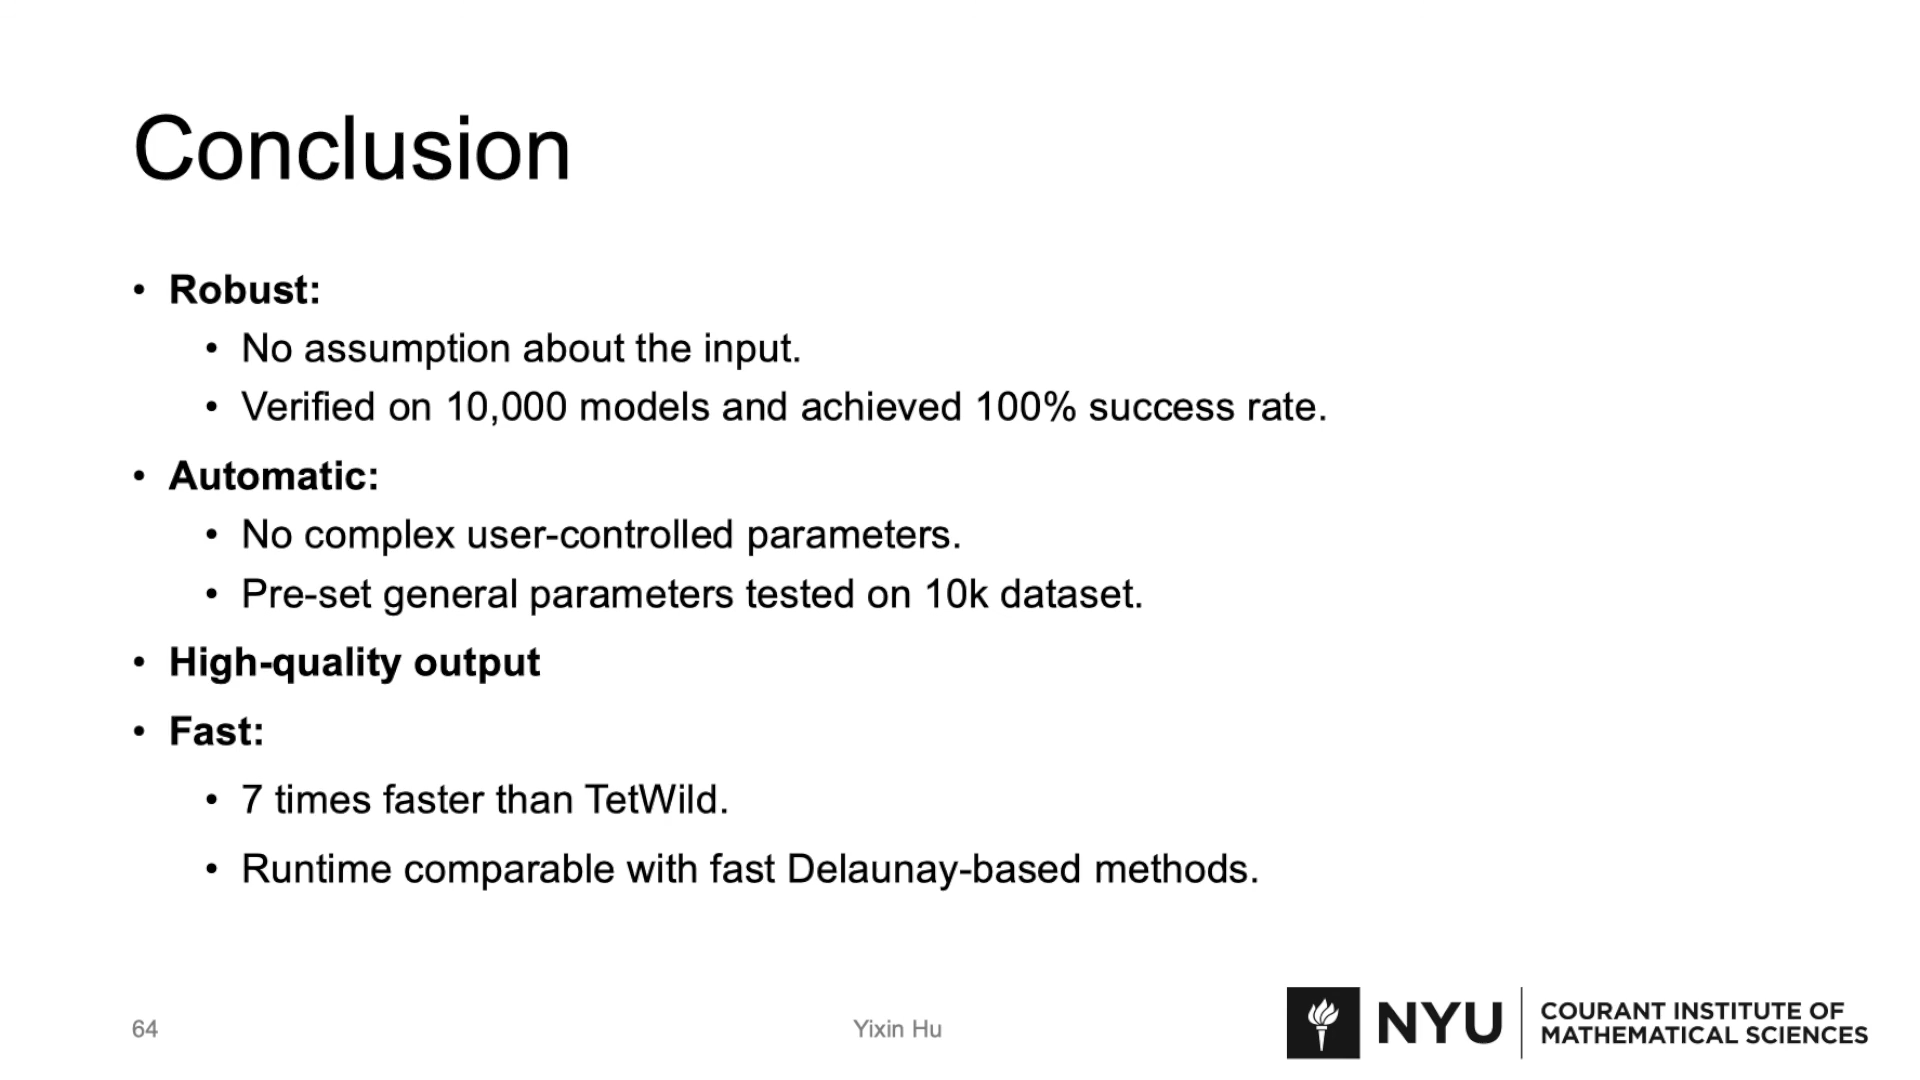 Conclusion
• Robust:
• No assumption about the input.
• Verified on 10,000 models and achieved 100% success rate.
• Automatic:
• No complex user-controlled parameters.
• Pre-set general parameters tested on 10k dataset.
• High-quality output
• Fast:
• 7 times faster than TetWild.
• Runtime comparable with fast Delaunay-based methods.
64
Yixin Hu
NYU
COURANT INSTITUTE OF
MATHEMATICAL SCIENCES